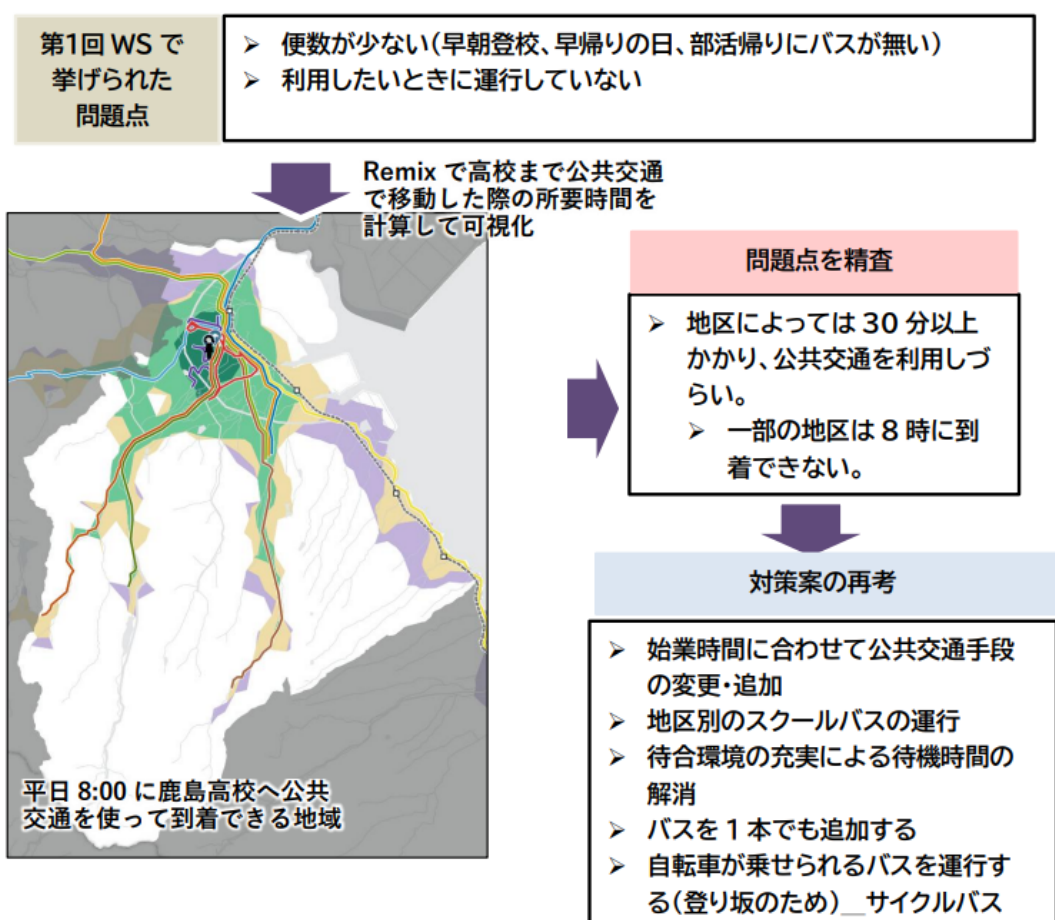 第1回 WS で
挙げられた
問題点
➢ 便数が少ない(早朝登校、早帰りの日、部活帰りにバスが無い)
➢ 利用したいときに運行していない
Remix で高校まで公共交通
で移動した際の所要時間を
計算して可視化
平日 8:00 に鹿島高校へ公共
交通を使って到着できる地域
問題点を精査
➢ 地区によっては 30 分以上
かかり、公共交通を利用しづ
らい。
➢ 一部の地区は 8 時に到
着できない。
対策案の再考
➢ 始業時間に合わせて公共交通手段
の変更・追加
➢ 地区別のスクールバスの運行
➢ 待合環境の充実による待機時間の
解消
➢ バスを 1 本でも追加する
➢ 自転車が乗せられるバスを運行す
る(登り坂のため)__サイクルバス